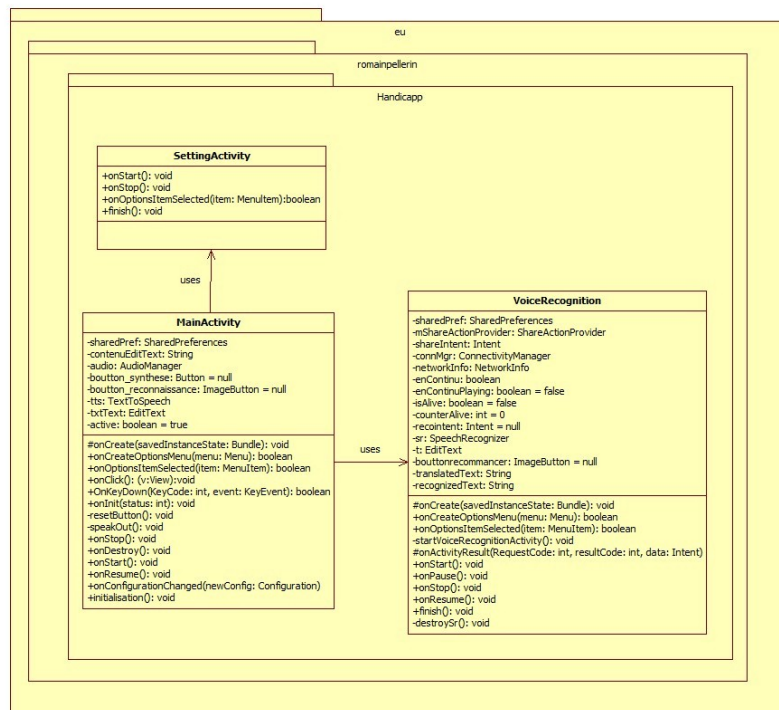 eu
romainpellerin
Handicapp
SettingActivity
+onStart(): void
+onStop(): void
+onOptionsItemSelected(item: MenuItem):boolean
+finish(): void
uses
MainActivity
-sharedPref: SharedPreferences
-contenuEditText: String
-audio: AudioManager
-boutton_synthese: Button = null
-boutton_reconnaissance: ImageButton = null
-tts: TextToSpeech
-txtText: EditText
-active: boolean = true
#onCreate(savedInstanceState: Bundle): void
+onCreateOptionsMenu(menu: Menu): boolean
+onOptionsItemSelected(item: MenuItem): boolean
+onClick(): (v:View):void
+OnKeyDown(KeyCode: int, event: KeyEvent): boolean
+onInit(status: int): void
-resetButton(): void
-speakOut(): void
+onStop(): void
+onDestroy(): void
+onStart(): void
+onResume(): void
+onConfigurationChanged(newConfig: Configuration)
+initialisation(): void
uses
VoiceRecognition
-sharedPref: SharedPreferences
-mShareActionProvider: ShareActionProvider
-shareIntent: Intent
-connMgr: ConnectivityManager
-networkInfo: NetworkInfo
-enContinu: boolean
-enContinuPlaying: boolean = false
-isAlive: boolean = false
-counterAlive: int = 0
-recointent: Intent = null
-sr: SpeechRecognizer
-t: EditText
-bouttonrecommancer: ImageButton = null
-translatedText: String
-recognizedText: String
#onCreate(savedInstanceState: Bundle): void
+onCreateOptionsMenu(menu: Menu): boolean
+onOptionsItemSelected(item: MenuItem): boolean
-startVoiceRecognitionActivity(): void
#onActivityResult(RequestCode: int, resultCode: int, data: Intent)
+onStart(): void
+onPause(): void
+onStop(): void
+onResume(): void
+finish(): void
-destroySr(): void